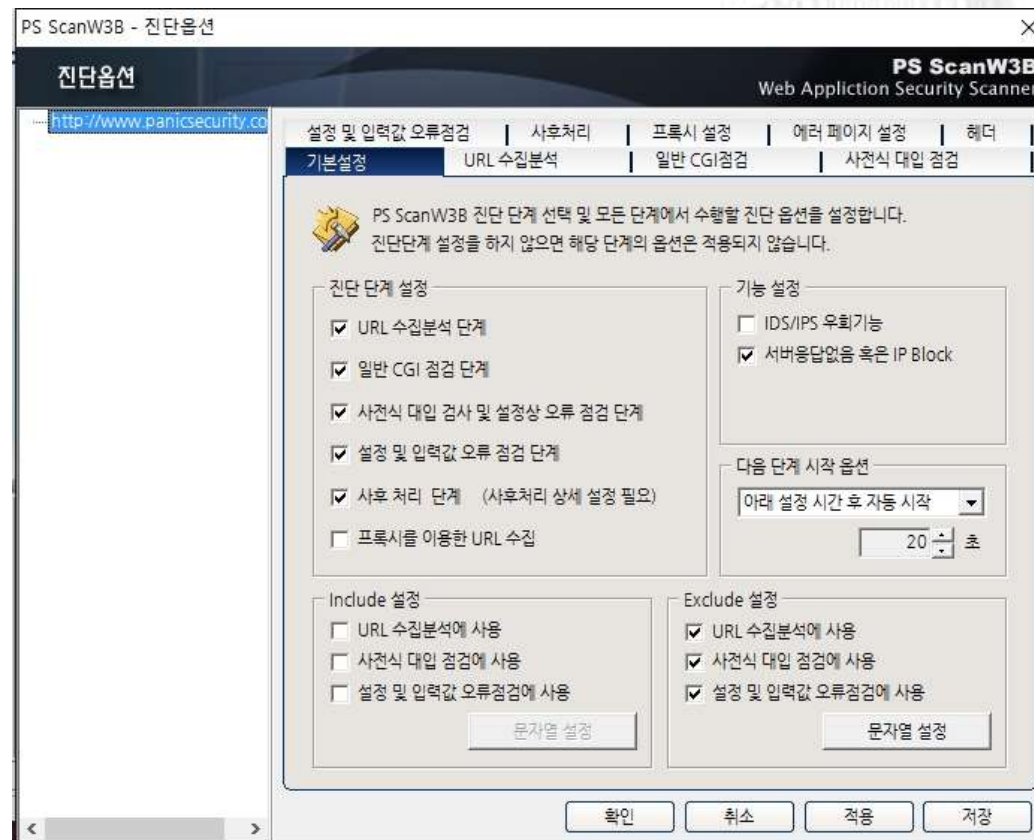 PS ScanW3B - 진단옵션
진단옵션
PS ScanW3B
Web Appliction Security Scanner
http://www.panicsecurity.co
설정 및 입력값 오류점검 사후처리 프록시 설정 에러 페이지 설정 헤더
기본설정 URL 수집분석 일반 CGI점검 사전식 대입 점검
PS ScanW3B 진단 단계 선택 및 모든 단계에서 수행할 진단 옵션을 설정합니다.
진단단계 설정을 하지 않으면 해당 단계의 옵션은 적용되지 않습니다.
진단 단계 설정
URL 수집분석 단계
일반 CGI 점검 단계
사전식 대입 검사 및 설정상 오류 점검 단계
설정 및 입력값 오류 점검 단계
사후 처리 단계 (사후처리 상세 설정 필요)
프록시를 이용한 URL 수집
기능 설정
IDS/IPS 우회기능
서버응답없음 혹은 IP Block
다음 단계 시작 옵션
아래 설정 시간 후 자동 시작
20 초
Include 설정
URL 수집분석에 사용
사전식 대입 점검에 사용
설정 및 입력값 오류점검에 사용
문자열 설정
Exclude 설정
URL 수집분석에 사용
사전식 대입 점검에 사용
설정 및 입력값 오류점검에 사용
문자열 설정
확인 취소 적용 저장